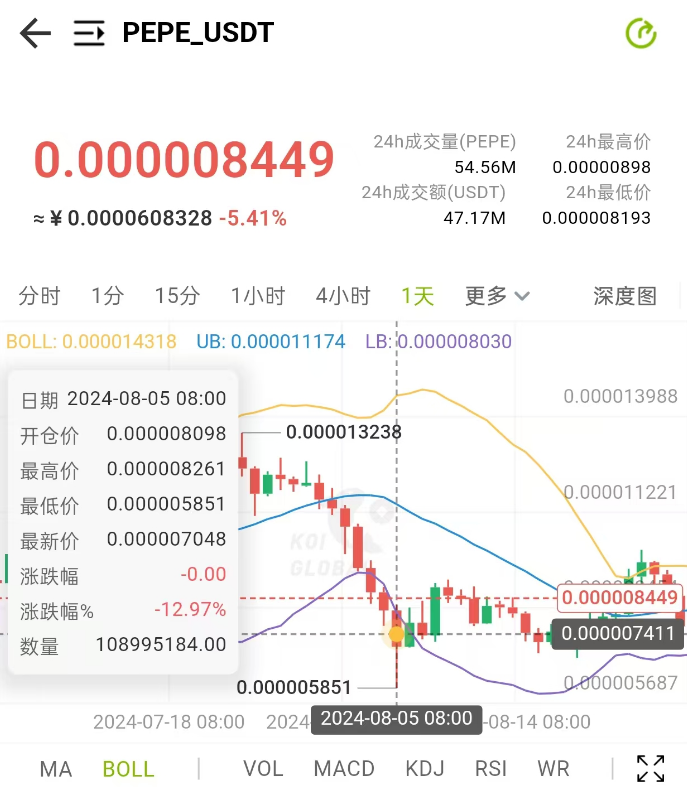 PEPE_USDT
0.000008449
≈ ¥ 0.0000608328 -5.41%
24h成交量(PEPE)
54.56M
24h最高价
0.00000898
24h成交额(USDT)
47.17M
24h最低价
0.000008193
分时 1分 15分 1小时 4小时 1天 更多 深度图
BOLL: 0.000014318 UB: 0.000011174 LB: 0.000008030
日期 2024-08-05 08:00
开仓价 0.000008098
最高价 0.000008261
最低价 0.000005851
最新价 0.000007048
涨跌幅 -0.00
涨跌幅% -12.97%
数量 108995184.00
0.000013988
0.000013238
0.000011221
KOI
GLOBA
0.000008449
0.000007411
0.000005687
0.000005851
2024-07-18 08:00 2024- 2024-08-05 08:00 -08-14 08:00
MA BOLL VOL MACD KDJ RSI WR